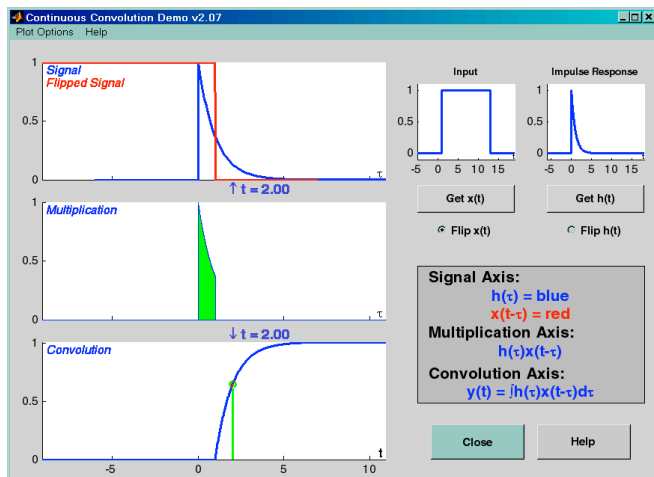 Continuous Convolution Demo v2.07
Plot Options Help
Signal
Flipped Signal
1
0.5
0
τ
↑ t = 2.00
Multiplication
1
0.5
0
τ
↓ t = 2.00
Convolution
1
0.5
0
t
-5 0 5 10
Input
1
0.5
0
-5 0 5 10 15
Impulse Response
1
0.5
0
-5 0 5 10 15
Get x(t)
Get h(t)
Flip x(t)
Flip h(t)
Signal Axis:
h(τ) = blue
x(t-τ) = red
Multiplication Axis:
h(τ)x(t-τ)
Convolution Axis:
y(t) = ∫h(τ)x(t-τ)dτ
Close
Help